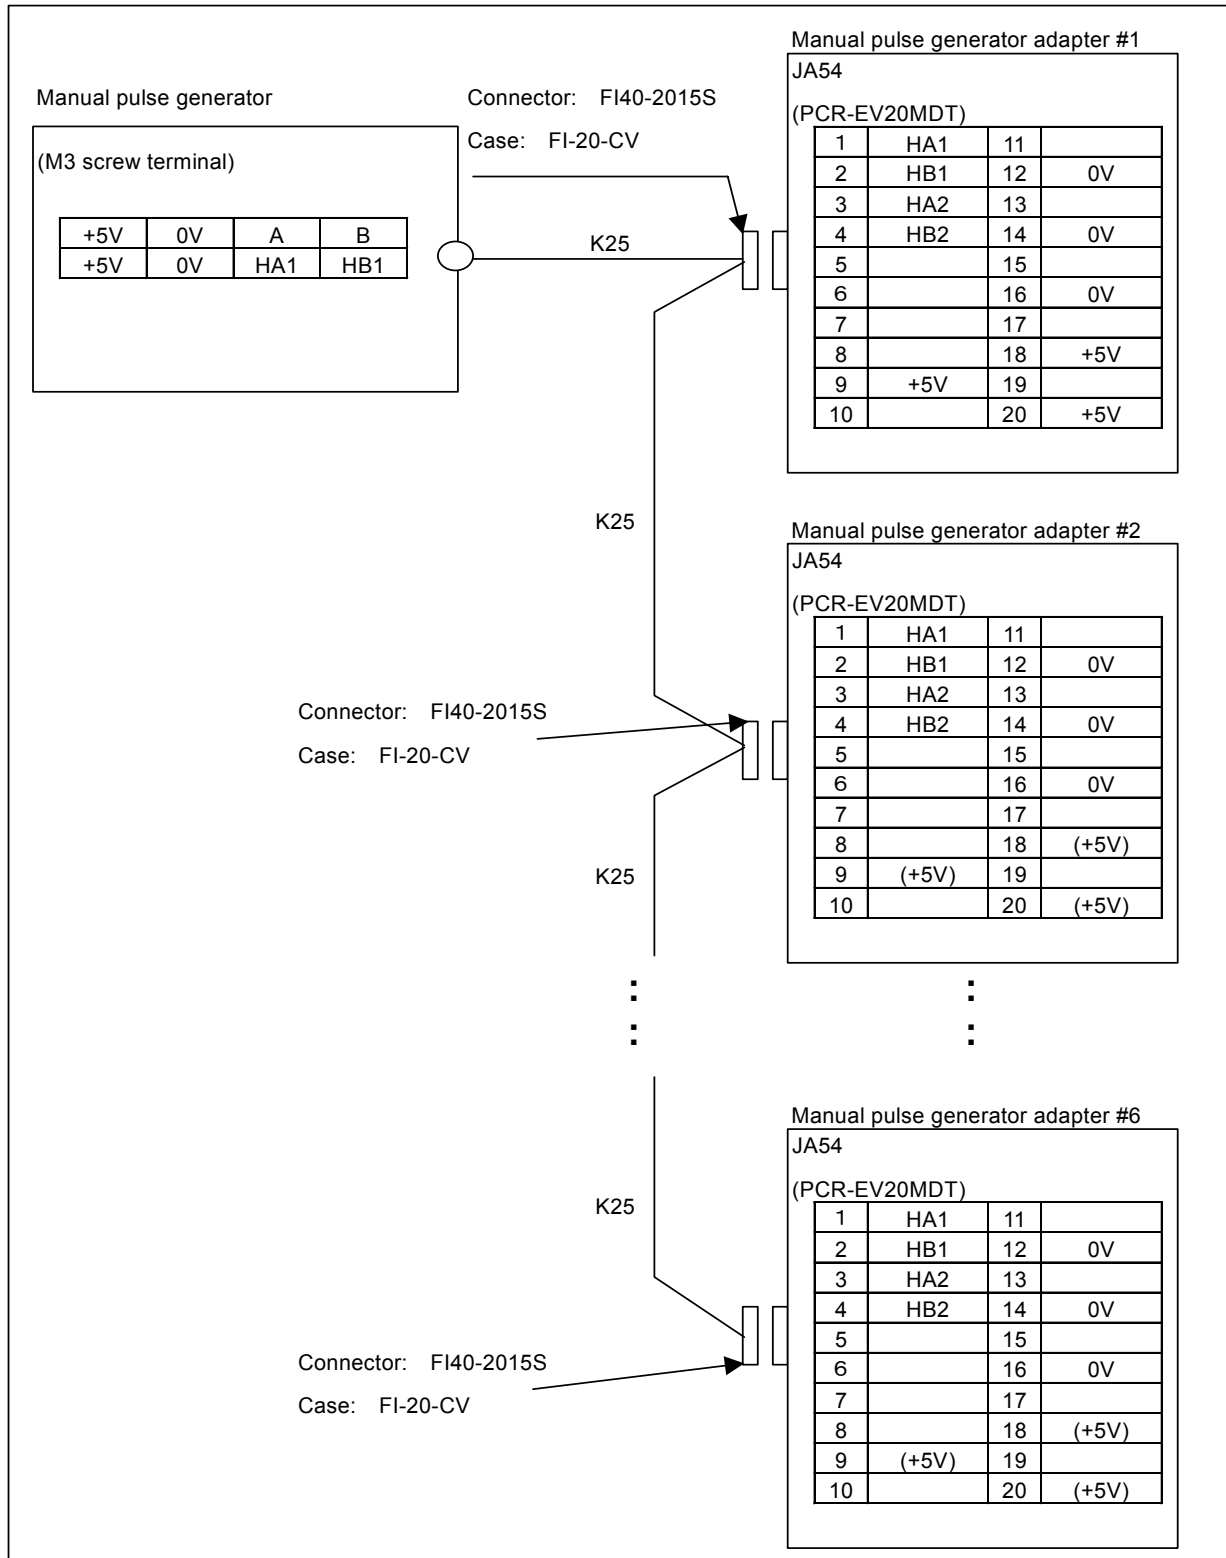 Manual pulse generator
(M3 screw terminal)
+5V 0V A B
+5V 0V HA1 HB1
Connector: FI40-2015S
Case: FI-20-CV
K25
Manual pulse generator adapter #1
JA54
(PCR-EV20MDT)
1 HA1 11
2 HB1 12 0V
3 HA2 13
4 HB2 14 0V
5 15
6 16 0V
7 17
8 18 +5V
9 +5V 19
10 20 +5V
K25
Manual pulse generator adapter #2
JA54
(PCR-EV20MDT)
1 HA1 11
2 HB1 12 0V
3 HA2 13
4 HB2 14 0V
5 15
6 16 0V
7 17
8 18 (+5V)
9 (+5V) 19
10 20 (+5V)
Connector: FI40-2015S
Case: FI-20-CV
K25
: :
: :
Manual pulse generator adapter #6
JA54
(PCR-EV20MDT)
1 HA1 11
2 HB1 12 0V
3 HA2 13
4 HB2 14 0V
5 15
6 16 0V
7 17
8 18 (+5V)
9 (+5V) 19
10 20 (+5V)
K25
Connector: FI40-2015S
Case: FI-20-CV